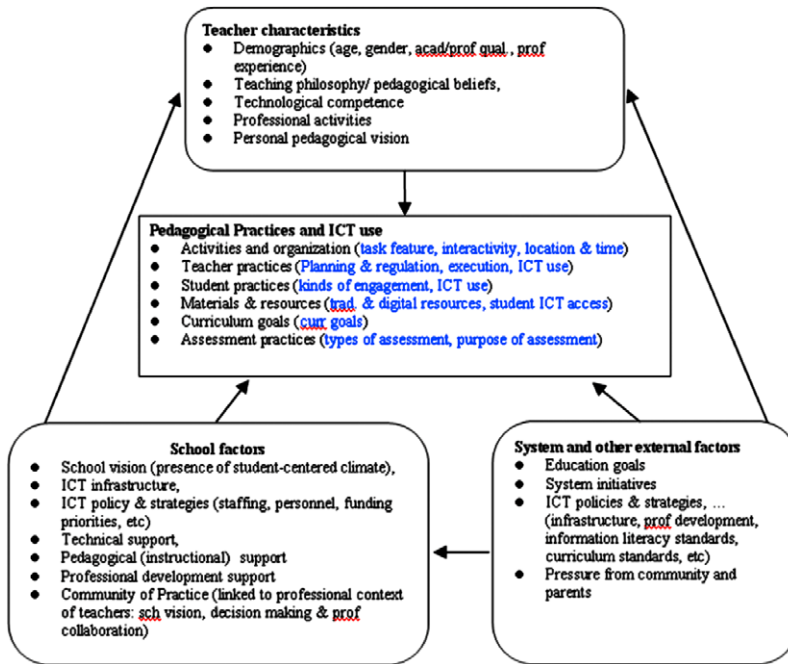 Teacher characteristics
● Demographics (age, gender, acad/prof qual., prof
experience)
● Teaching philosophy/ pedagogical beliefs,
● Technological competence
● Professional activities
● Personal pedagogical vision
Pedagogical Practices and ICT use
● Activities and organization (task feature, interactivity, location & time)
● Teacher practices (Planning & regulation, execution, ICT use)
● Student practices (kinds of engagement, ICT use)
● Materials & resources (trad. & digital resources, student ICT access)
● Curriculum goals (curr goals)
● Assessment practices (types of assessment, purpose of assessment)
School factors
● School vision (presence of student-centered climate),
● ICT infrastructure,
● ICT policy & strategies (staffing, personnel, funding
priorities, etc)
● Technical support,
● Pedagogical (instructional) support
● Professional development support
● Community of Practice (linked to professional context
of teachers: sch vision, decision making & prof
collaboration)
System and other external factors
● Education goals
● System initiatives
● ICT policies & strategies, ...
(infrastructure, prof development,
information literacy standards,
curriculum standards, etc)
● Pressure from community and
parents